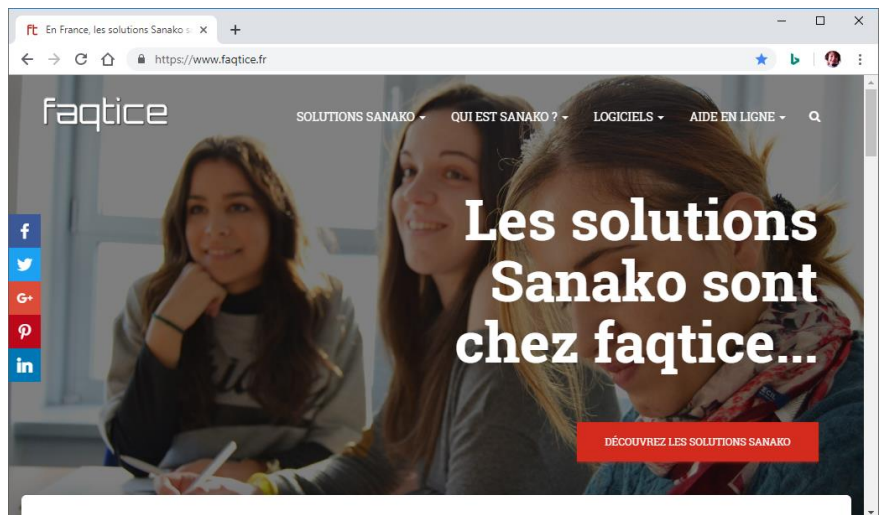 En France, les solutions Sanako s
https://www.faqtice.fr
faqtice
SOLUTIONS SANAKO
QUI EST SANAKO ?
LOGICIELS
AIDE EN LIGNE
Les solutions
Sanako sont
chez faqtice...
DÉCOUVREZ LES SOLUTIONS SANAKO
f
G+
in